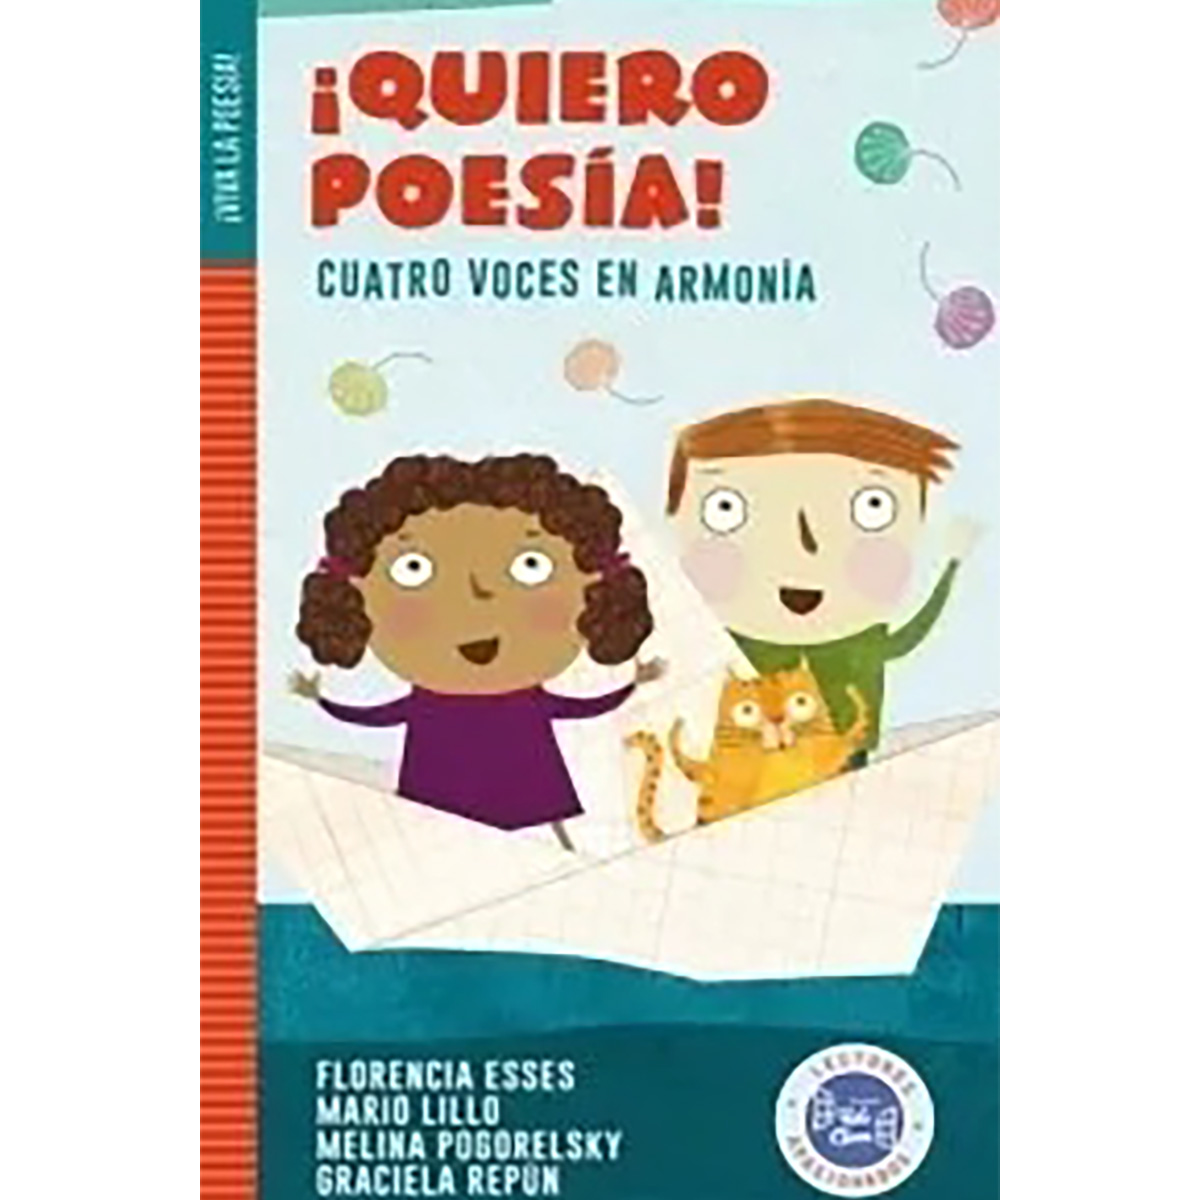 ¡VIVA LA POESÍA!
¡QUIERO
POESÍA!
CUATRO VOCES EN ARMONÍA
FLORENCIA ESSES
MARIO LILLO
MELINA POGORELSKY
GRACIELA REPÚN
LECTORES
APASIONADOS